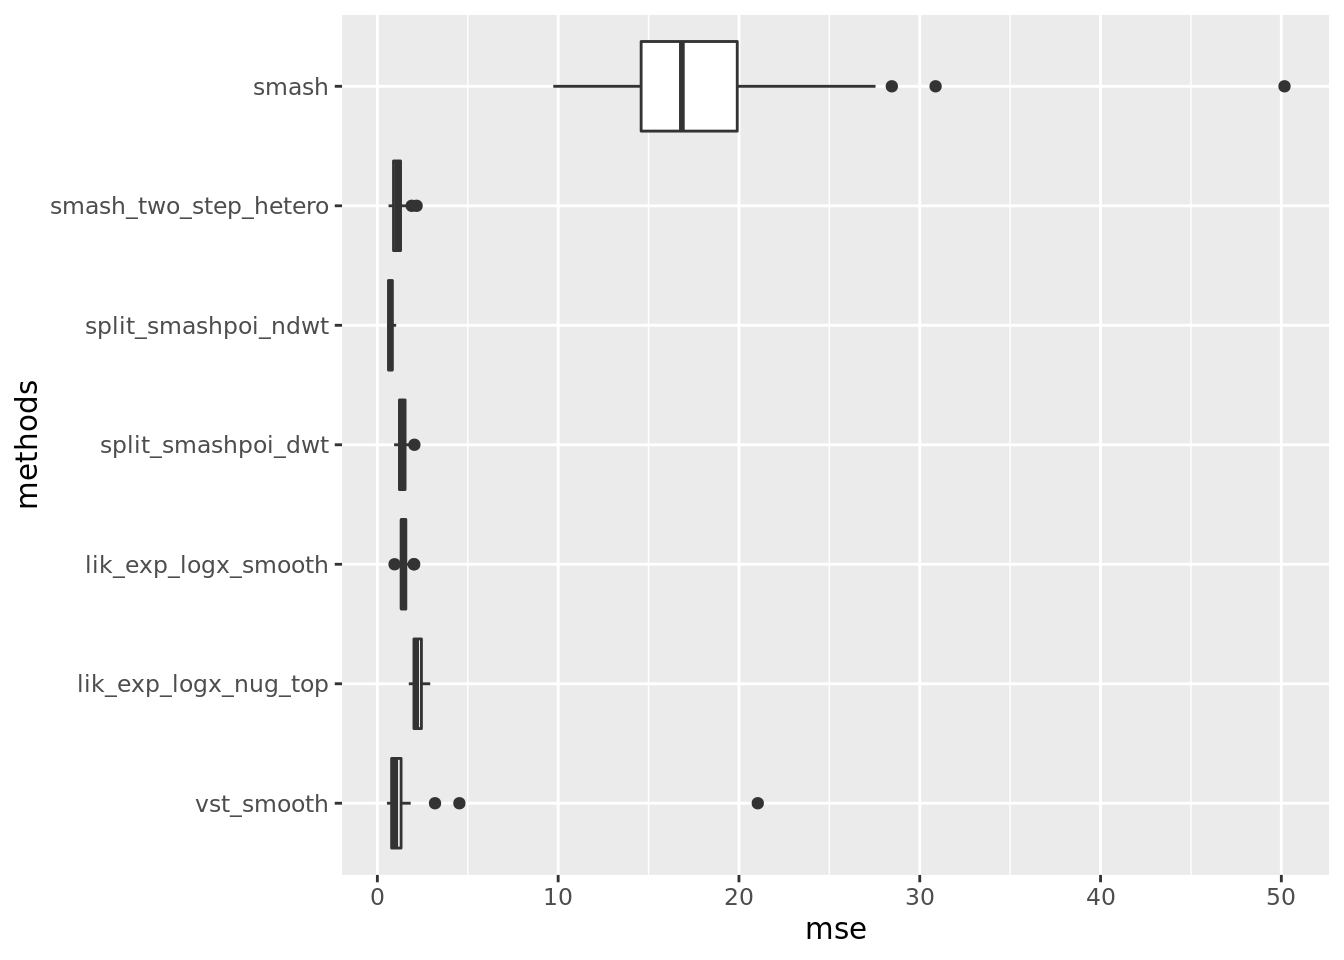 smash
smash_two_step_hetero
split_smashpoi_ndwt
split_smashpoi_dwt
lik_exp_logx_smooth
lik_exp_logx_nug_top
vst_smooth
methods
0 10 20 30 40 50
mse